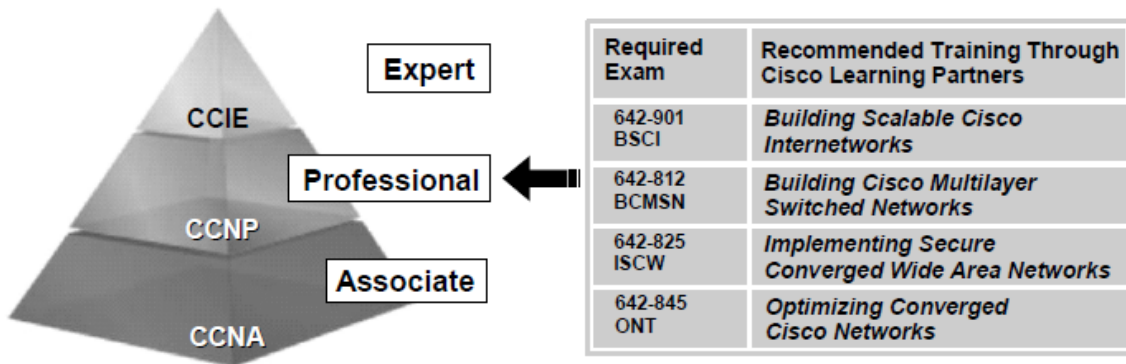 CCIE
CCNP
CCNA
Expert
Professional
Associate
Required
Exam
Recommended Training Through
Cisco Learning Partners
642-901
BSCI
Building Scalable Cisco
Internetworks
642-812
BCMSN
Building Cisco Multilayer
Switched Networks
642-825
ISCW
Implementing Secure
Converged Wide Area Networks
642-845
ONT
Optimizing Converged
Cisco Networks